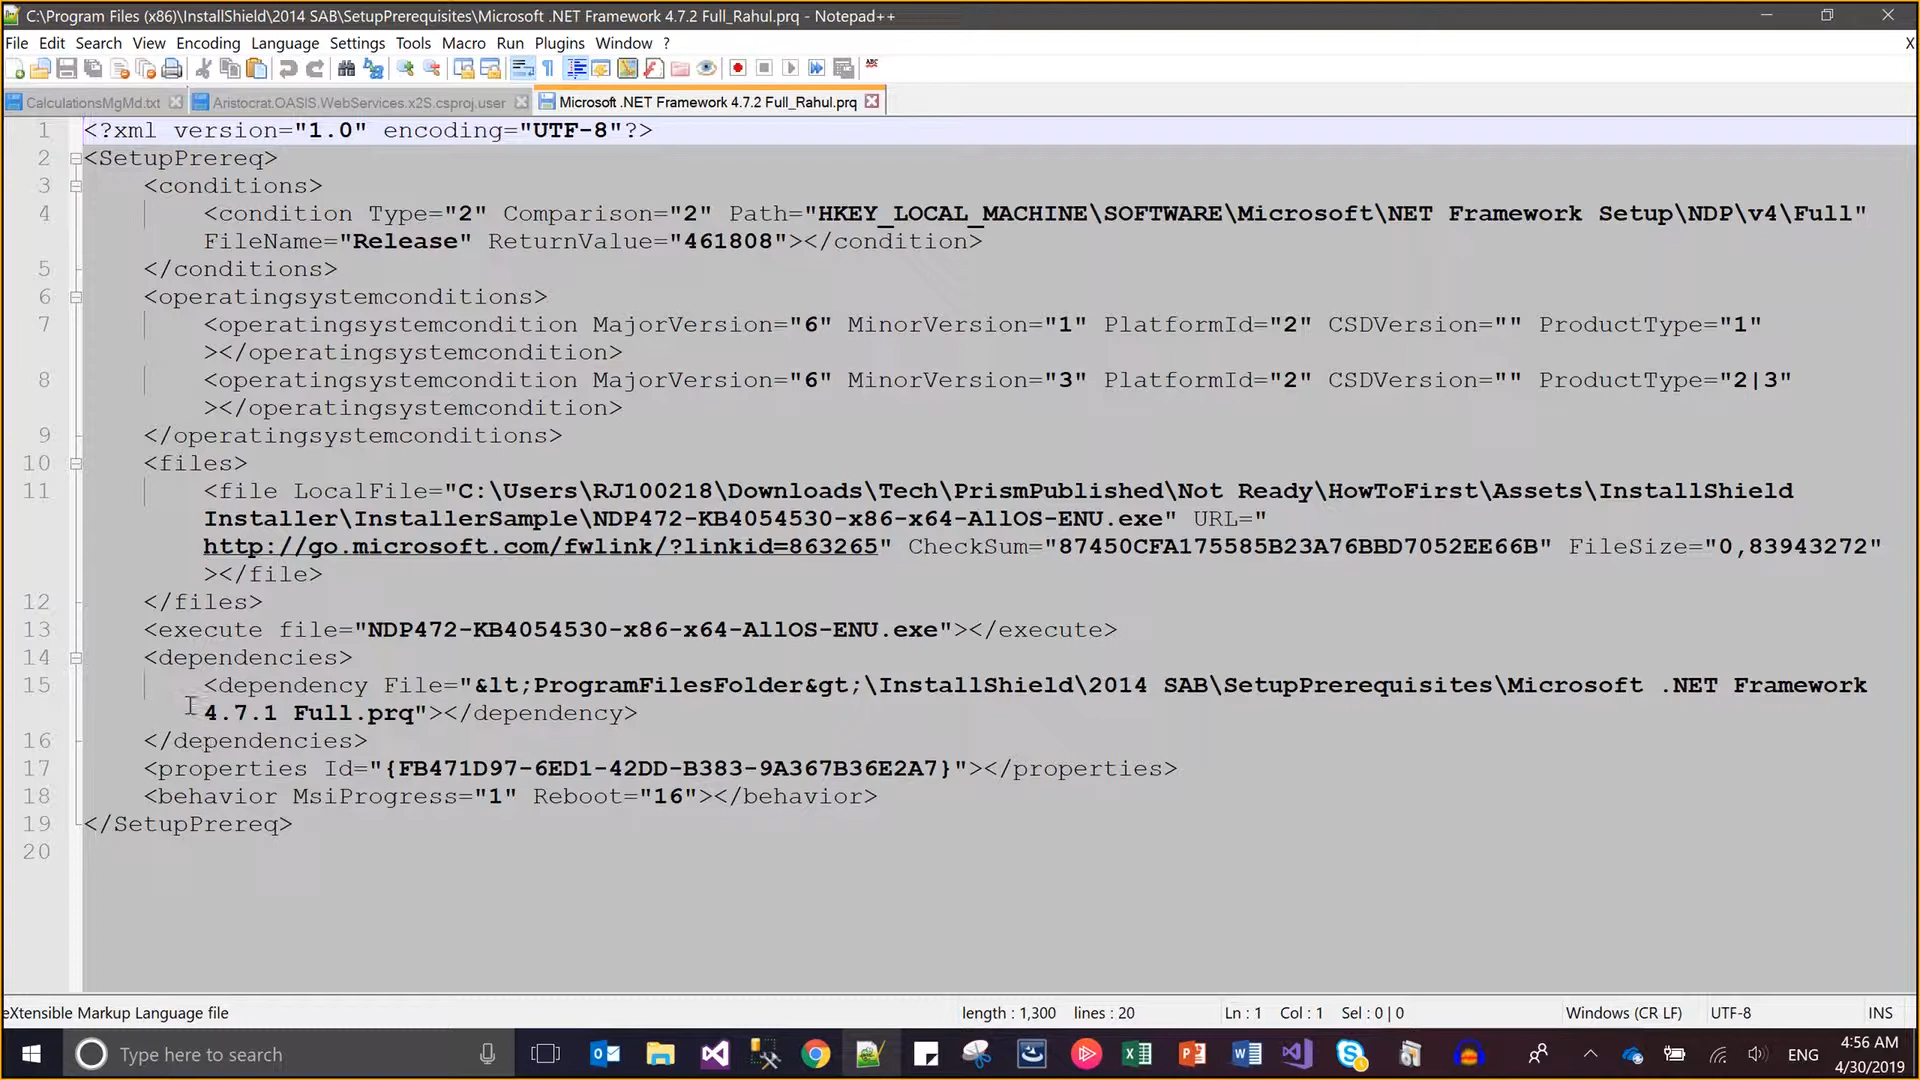 C:\Program Files (x86)\InstallShield\2014 SAB\SetupPrerequisites\Microsoft .NET Framework 4.7.2 Full_Rahul.prq - Notepad++
File Edit Search View Encoding Language Settings Tools Macro Run Plugins Window ? X
CalculationsMgMd.txt Aristocrat.OASIS.WebServices.x2S.csproj.user Microsoft .NET Framework 4.7.2 Full_Rahul.prq
1 <?xml version="1.0" encoding="UTF-8"?>
2 <SetupPrereq>
3 <conditions>
4 <condition Type="2" Comparison="2" Path="HKEY_LOCAL_MACHINE\SOFTWARE\Microsoft\NET Framework Setup\NDP\v4\Full"
FileName="Release" ReturnValue="461808"></condition>
5 </conditions>
6 <operatingsystemconditions>
7 <operatingsystemcondition MajorVersion="6" MinorVersion="1" PlatformId="2" CSDVersion="" ProductType="1"
></operatingsystemcondition>
8 <operatingsystemcondition MajorVersion="6" MinorVersion="3" PlatformId="2" CSDVersion="" ProductType="2|3"
></operatingsystemcondition>
9 </operatingsystemconditions>
10 <files>
11 <file LocalFile="C:\Users\RJ100218\Downloads\Tech\PrismPublished\Not Ready\HowToFirst\Assets\InstallShield
Installer\InstallerSample\NDP472-KB4054530-x86-x64-AllOS-ENU.exe" URL="
http://go.microsoft.com/fwlink/?linkid=863265" CheckSum="87450CFA175585B23A76BBD7052EE66B" FileSize="0,83943272"
></file>
12 </files>
13 <execute file="NDP472-KB4054530-x86-x64-AllOS-ENU.exe"></execute>
14 <dependencies>
15 <dependency File="&lt;ProgramFilesFolder&gt;\InstallShield\2014 SAB\SetupPrerequisites\Microsoft .NET Framework
4.7.1 Full.prq"></dependency>
16 </dependencies>
17 <properties Id="{FB471D97-6ED1-42DD-B383-9A367B36E2A7}"></properties>
18 <behavior MsiProgress="1" Reboot="16"></behavior>
19 </SetupPrereq>
20
eXtensible Markup Language file length : 1,300 lines : 20 Ln : 1 Col : 1 Sel : 0 | 0 Windows (CR LF) UTF-8 INS
Type here to search ENG 4:56 AM
4/30/2019